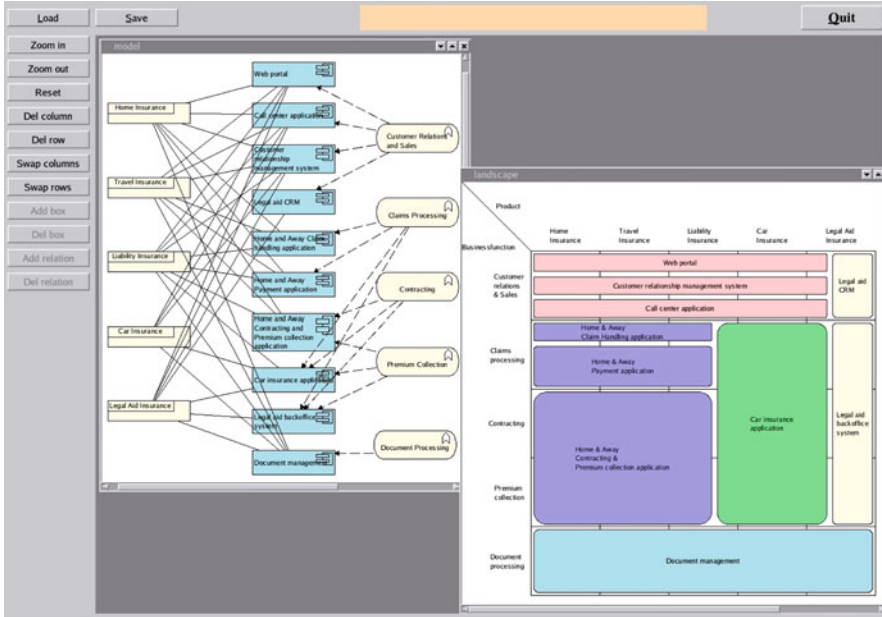 Load
Save
Quit
Zoom in
Zoom out
Reset
Del column
Del row
Swap columns
Swap rows
Add box
Del box
Add relation
Del relation
model
Web portal
Home Insurance
Call center application
Customer
relationship
management system
Customer Relations
and Sales
Travel Insurance
Legal aid CRM
Claims Processing
Home and Away Claim
handling application
Liability Insurance
Home and Away
Payment application
Contracting
Home and Away
Contracting and
Premium collection
application
Car Insurance
Premium Collection
Car insurance application
Legal Aid Insurance
Legal aid backoffice
system
Document Processing
Document management
landscape
Product
Businessfunction
Home
Insurance
Travel
Insurance
Liability
Insurance
Car
Insurance
Legal Aid
Insurance
Customer
relations
& Sales
Web portal
Customer relationship management system
Call center application
Legal aid
CRM
Claims
processing
Home & Away
Claim Handling application
Home & Away
Payment application
Contracting
Home & Away
Contracting &
Premium collection application
Car insurance
application
Legal aid
backoffice
system
Premium
collection
Document
processing
Document management